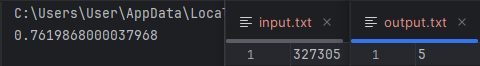 C:\Users\User\AppData\Loca
0.7619868000037968
input.txt
1 327305
output.txt
1 5